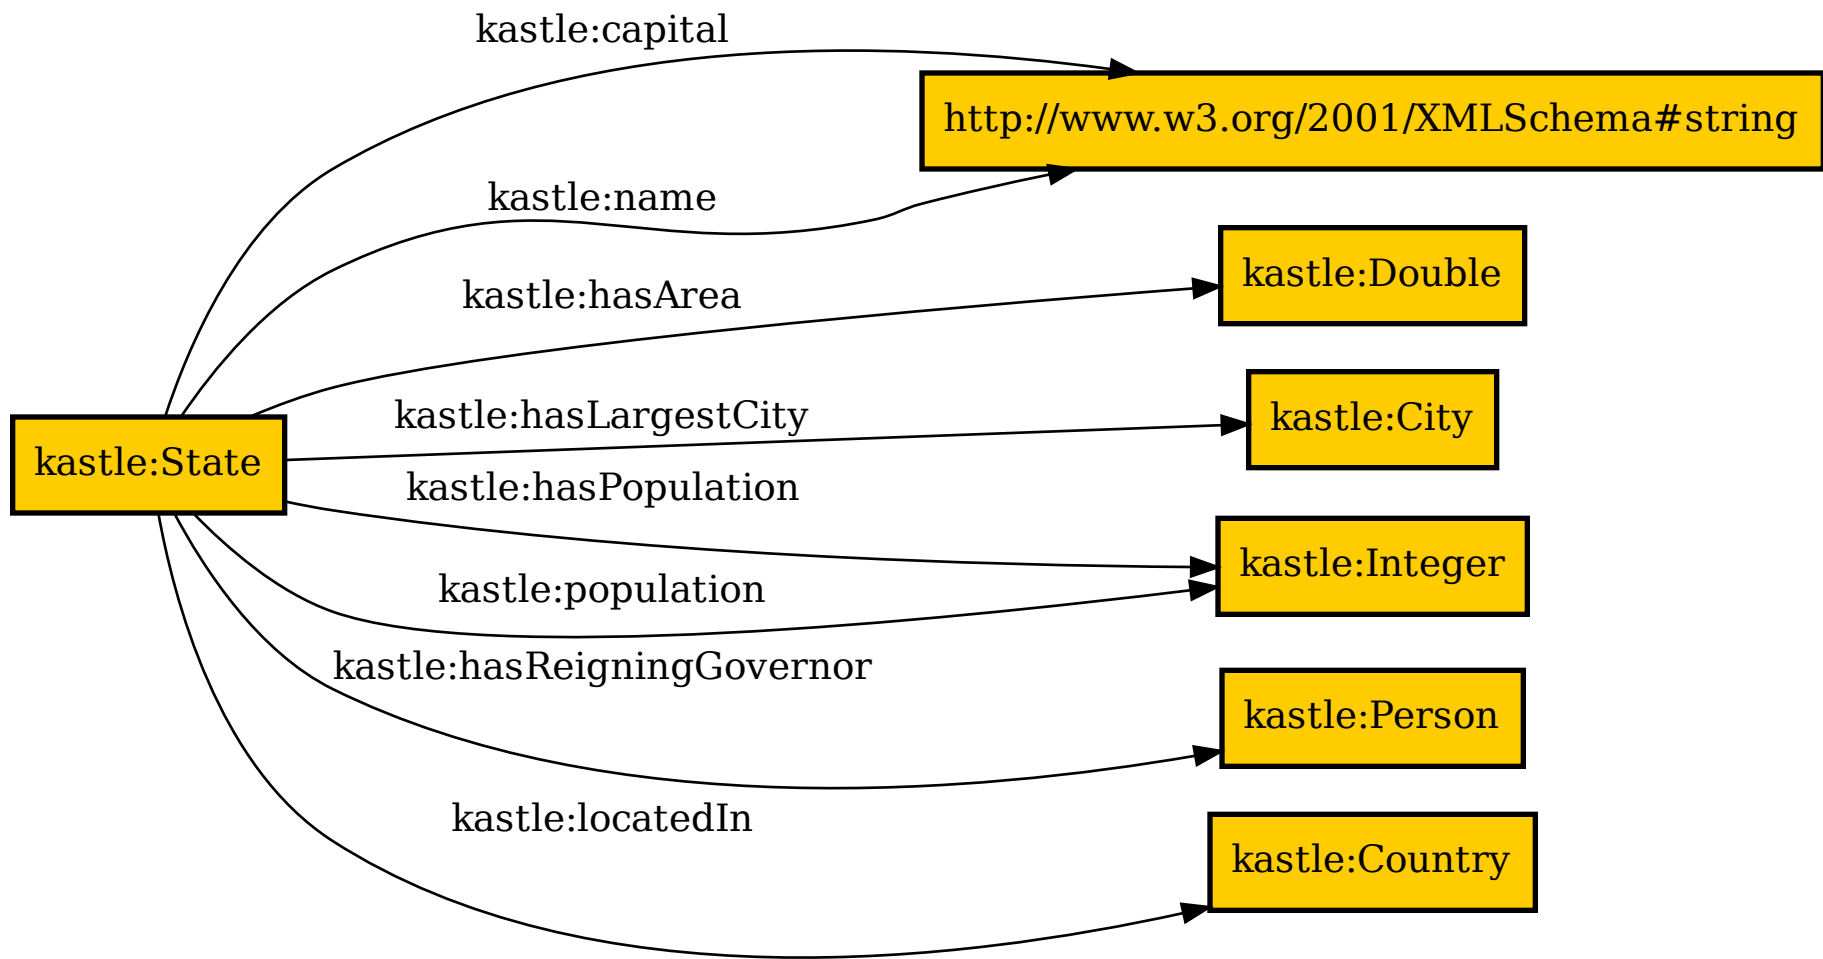 kastle:capital
http://www.w3.org/2001/XMLSchema#string
kastle:name
kastle:Double
kastle:hasArea
kastle:hasLargestCity
kastle:City
kastle:State
kastle:hasPopulation
kastle:Integer
kastle:population
kastle:hasReigningGovernor
kastle:Person
kastle:locatedIn
kastle:Country